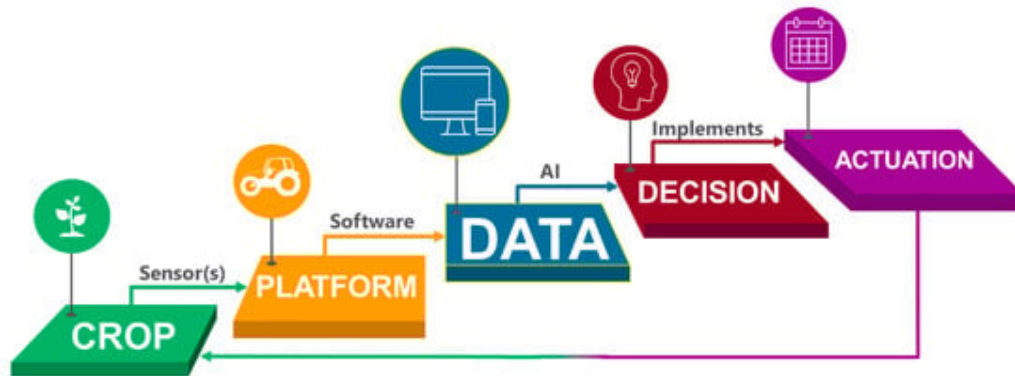 CROP
Sensor(s)
PLATFORM
Software
DATA
AI
DECISION
Implements
ACTUATION